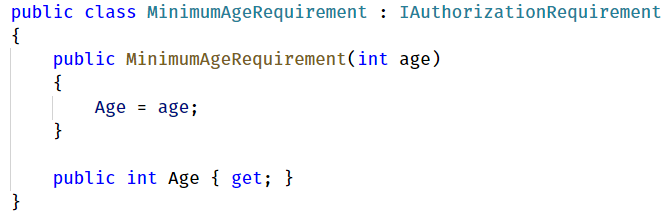 public class MinimumAgeRequirement : IAuthorizationRequirement
{
    public MinimumAgeRequirement(int age)
    {
        Age = age;
    }

    public int Age { get; }
}